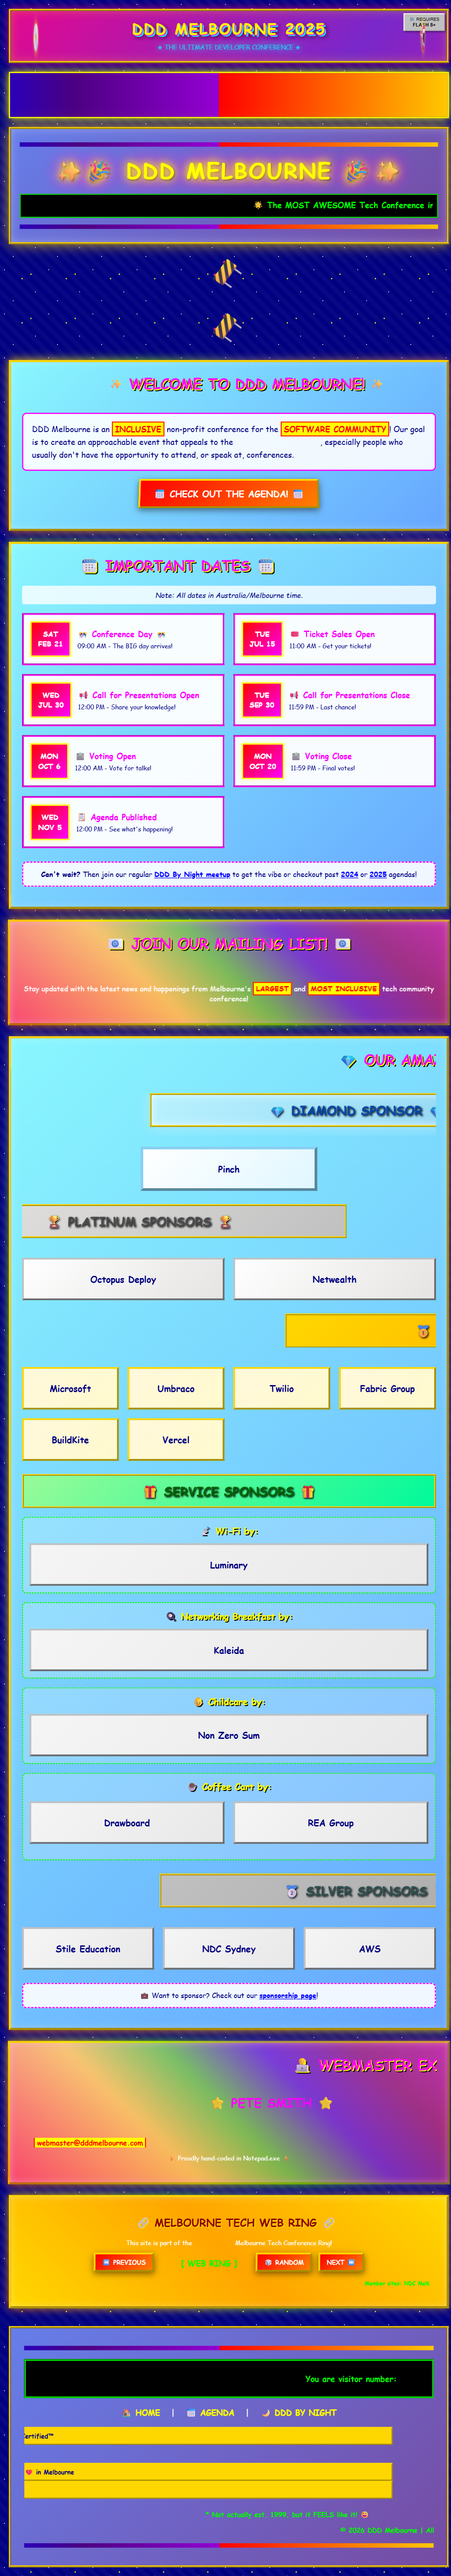 DDD MELBOURNE 2025
REQUIRES
FLASH 5+
★ THE ULTIMATE DEVELOPER CONFERENCE ★
DDD MELBOURNE
The MOST AWESOME Tech Conference in
WELCOME TO DDD MELBOURNE!
DDD Melbourne is an INCLUSIVE non-profit conference for the SOFTWARE COMMUNITY! Our goal
is to create an approachable event that appeals to the , especially people who
usually don't have the opportunity to attend, or speak at, conferences.
CHECK OUT THE AGENDA!
IMPORTANT DATES
Note: All dates in Australia/Melbourne time.
SAT
FEB 21
Conference Day
09:00 AM - The BIG day arrives!
TUE
JUL 15
Ticket Sales Open
11:00 AM - Get your tickets!
WED
JUL 30
Call for Presentations Open
12:00 PM - Share your knowledge!
TUE
SEP 30
Call for Presentations Close
11:59 PM - Last chance!
MON
OCT 6
Voting Open
12:00 AM - Vote for talks!
MON
OCT 20
Voting Close
11:59 PM - Final votes!
WED
NOV 5
Agenda Published
12:00 PM - See what's happening!
Can't wait? Then join our regular DDD By Night meetup to get the vibe or checkout past 2024 or 2025 agendas!
JOIN OUR MAILING LIST!
Stay updated with the latest news and happenings from Melbourne's LARGEST and MOST INCLUSIVE tech community
conference!
OUR AMA
DIAMOND SPONSOR
Pinch
PLATINUM SPONSORS
Octopus Deploy
Netwealth
Microsoft
Umbraco
Twilio
Fabric Group
BuildKite
Vercel
SERVICE SPONSORS
Wi-Fi by:
Luminary
Networking Breakfast by:
Kaleida
Childcare by:
Non Zero Sum
Coffee Cart by:
Drawboard
REA Group
SILVER SPONSORS
Stile Education
NDC Sydney
AWS
Want to sponsor? Check out our sponsorship page!
WEBMASTER EX
PETE SMITH
webmaster@dddmelbourne.com
Proudly hand-coded in Notepad.exe
MELBOURNE TECH WEB RING
This site is part of the Melbourne Tech Conference Ring!
PREVIOUS
[ WEB RING ]
RANDOM
NEXT
Member sites: NDC Melb
You are visitor number:
HOME | AGENDA | DDD BY NIGHT
ertified™
in Melbourne
* Not actually est. 1999, but it FEELS like it!
© 2026 DDD Melbourne | All